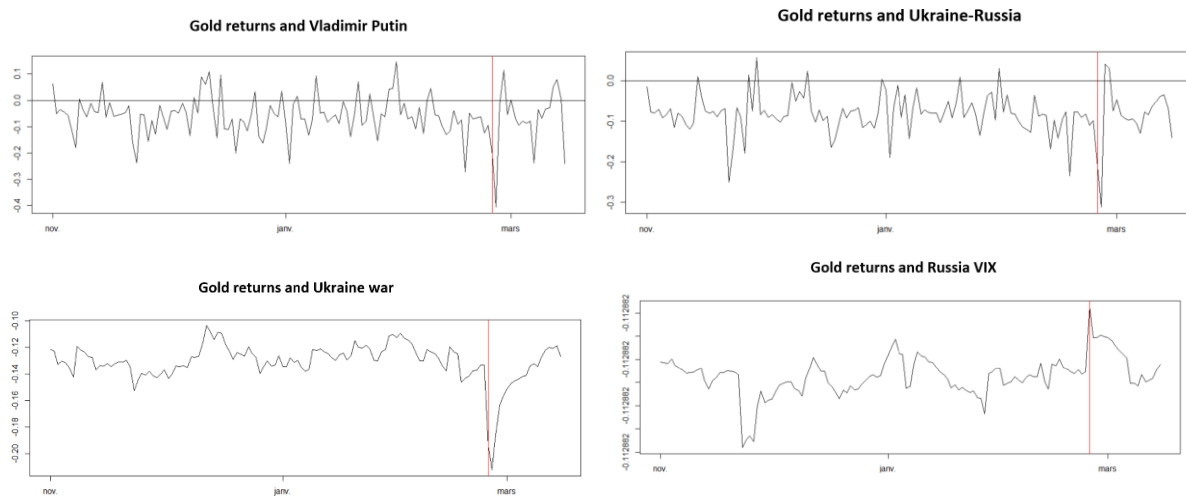 Gold returns and Vladimir Putin
0.1
0.0
-0.1
-0.2
-0.3
-0.4
nov.
janv.
mars
Gold returns and Ukraine-Russia
0.0
-0.1
-0.2
-0.3
nov.
janv.
mars
Gold returns and Ukraine war
-0.10
-0.12
-0.14
-0.16
-0.18
-0.20
nov.
janv.
mars
Gold returns and Russia VIX
-0.112882
-0.112882
-0.112882
-0.112882
nov.
janv.
mars